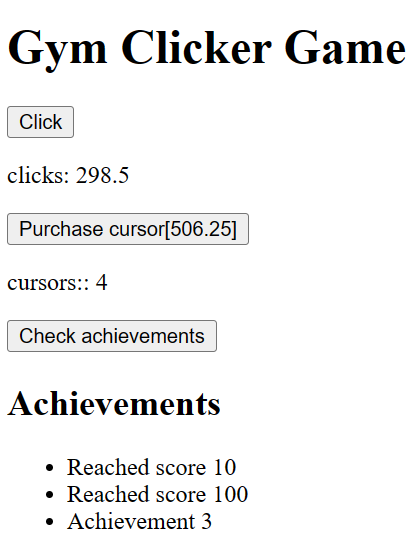 Gym Clicker Game
Click
clicks: 298.5
Purchase cursor[506.25]
cursors:: 4
Check achievements
Achievements
• Reached score 10
• Reached score 100
• Achievement 3